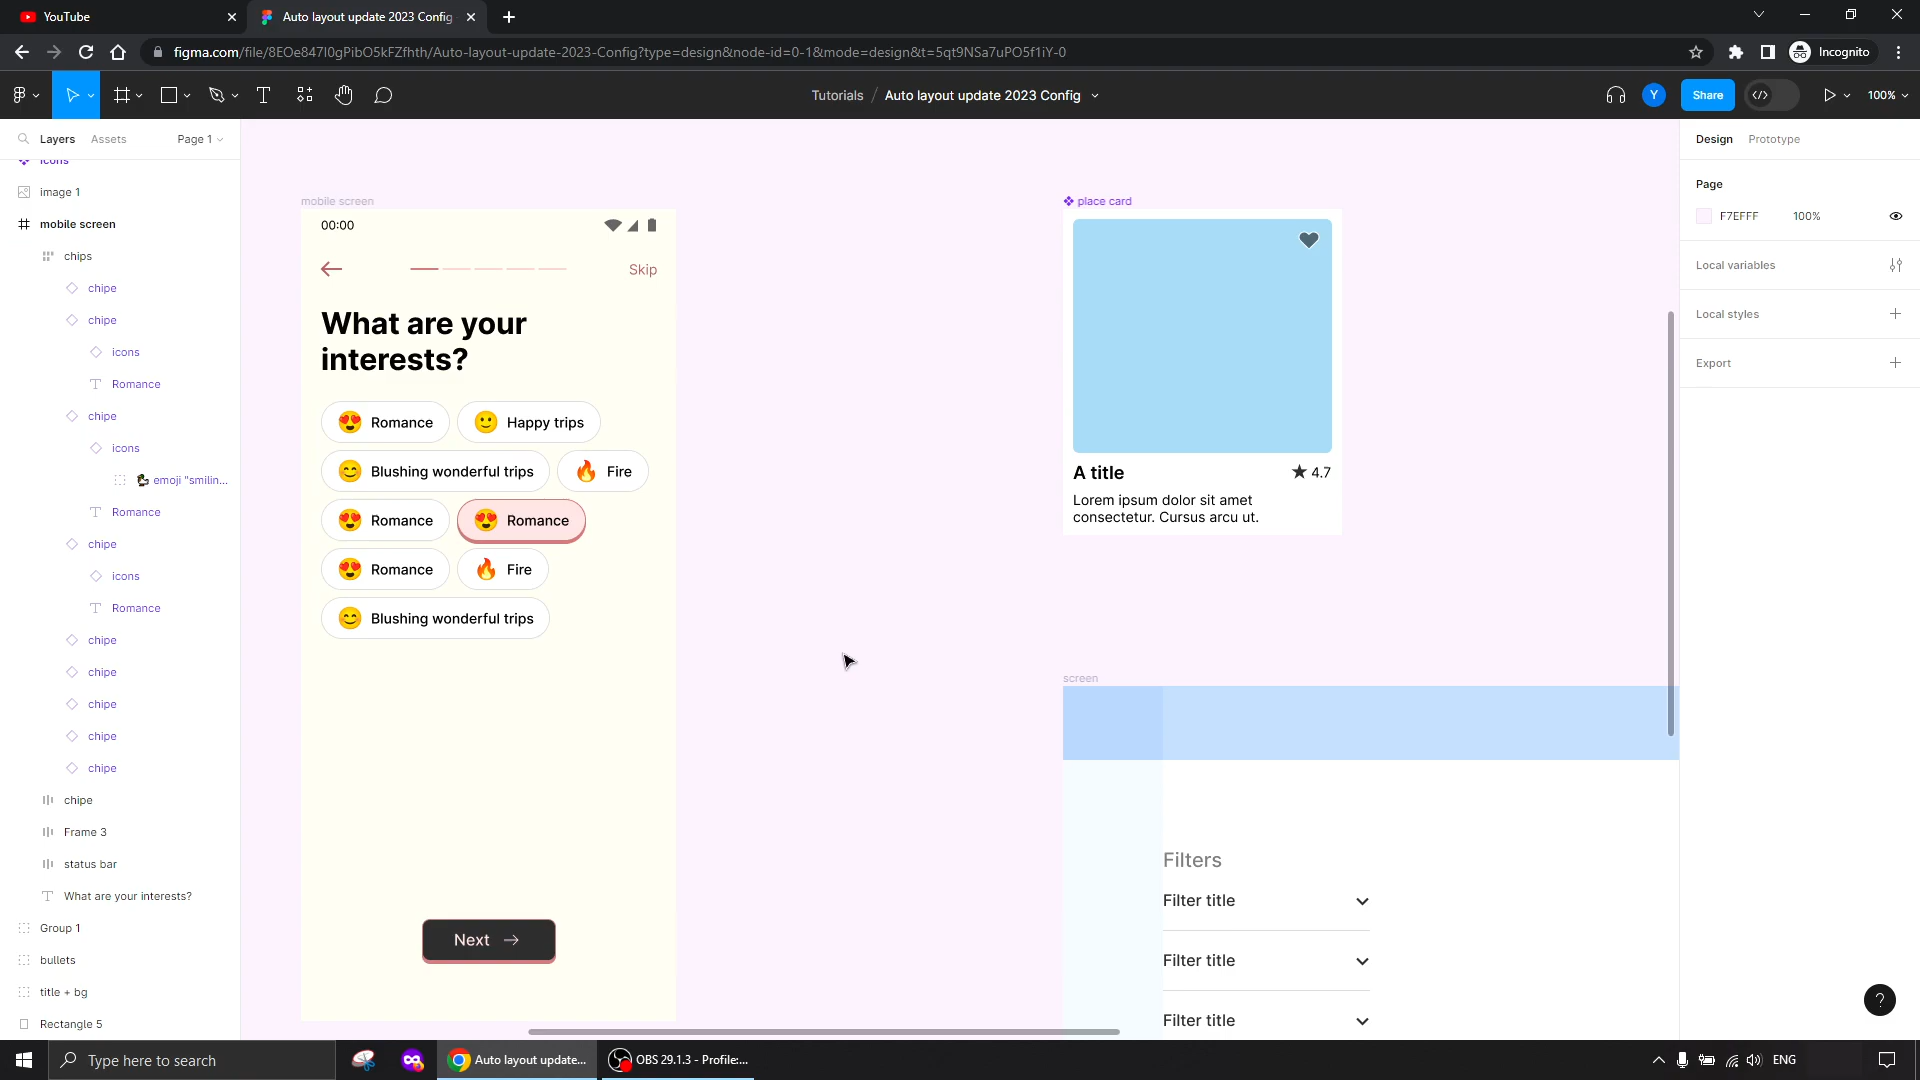 YouTube
Auto layout update 2023 Config
figma.com/file/8EOe847I0gPibO5kFZfhth/Auto-layout-update-2023-Config?type=design&node-id=0-1&mode=design&t=5qt9NSa7uPO5f1iY-0
Incognito
Tutorials / Auto layout update 2023 Config
Y
Share
100%
Layers
Assets
Page 1
icons
image 1
mobile screen
chips
chipe
chipe
icons
Romance
chipe
icons
emoji "smilin...
Romance
chipe
icons
Romance
chipe
chipe
chipe
chipe
chipe
chipe
Frame 3
status bar
What are your interests?
Group 1
bullets
title + bg
Rectangle 5
mobile screen
00:00
Skip
What are your
interests?
Romance
Happy trips
Blushing wonderful trips
Fire
Romance
Romance
Romance
Fire
Blushing wonderful trips
Next
place card
A title
4.7
Lorem ipsum dolor sit amet
consectetur. Cursus arcu ut.
screen
Filters
Filter title
Filter title
Filter title
Design
Prototype
Page
F7EFFF
100%
Local variables
Local styles
Export
?
Type here to search
Auto layout update...
OBS 29.1.3 - Profile:...
ENG